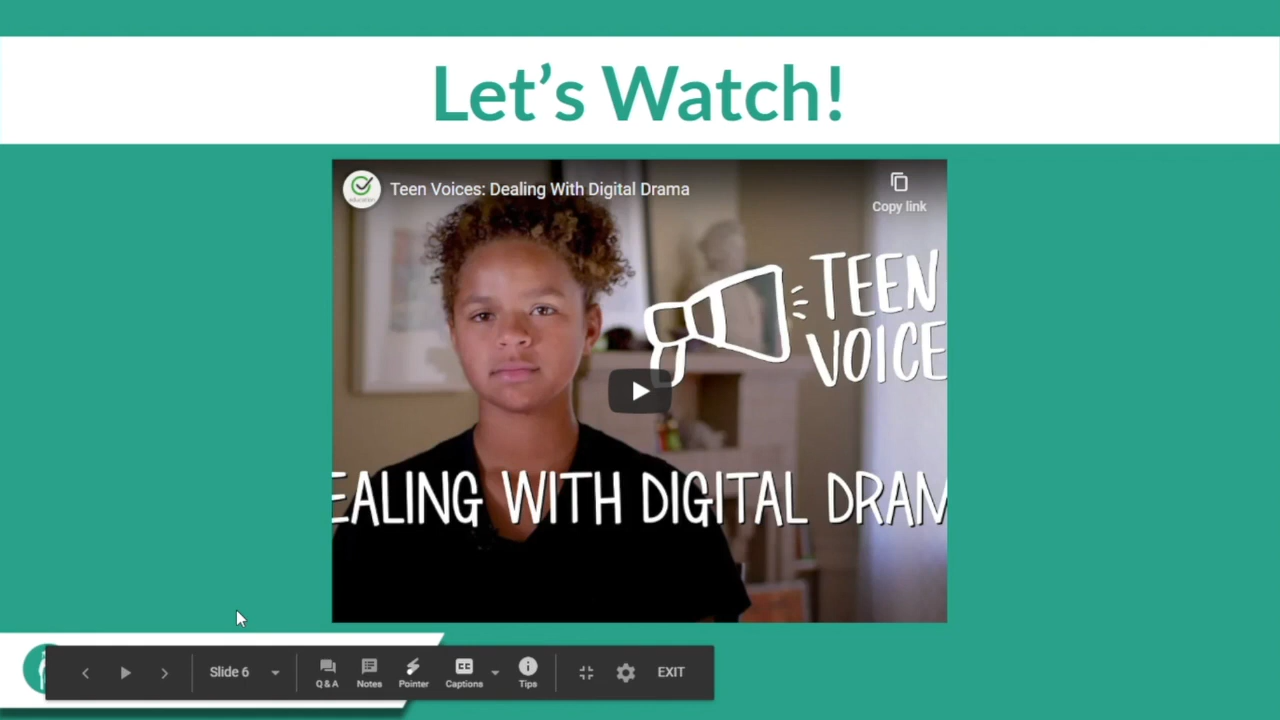 Let's Watch!
Teen Voices: Dealing With Digital Drama
Copy link
TEEN
VOICE
EALING WITH DIGITAL DRAM
Slide 6
Q&A
Notes
Pointer
CC
Captions
Tips
EXIT